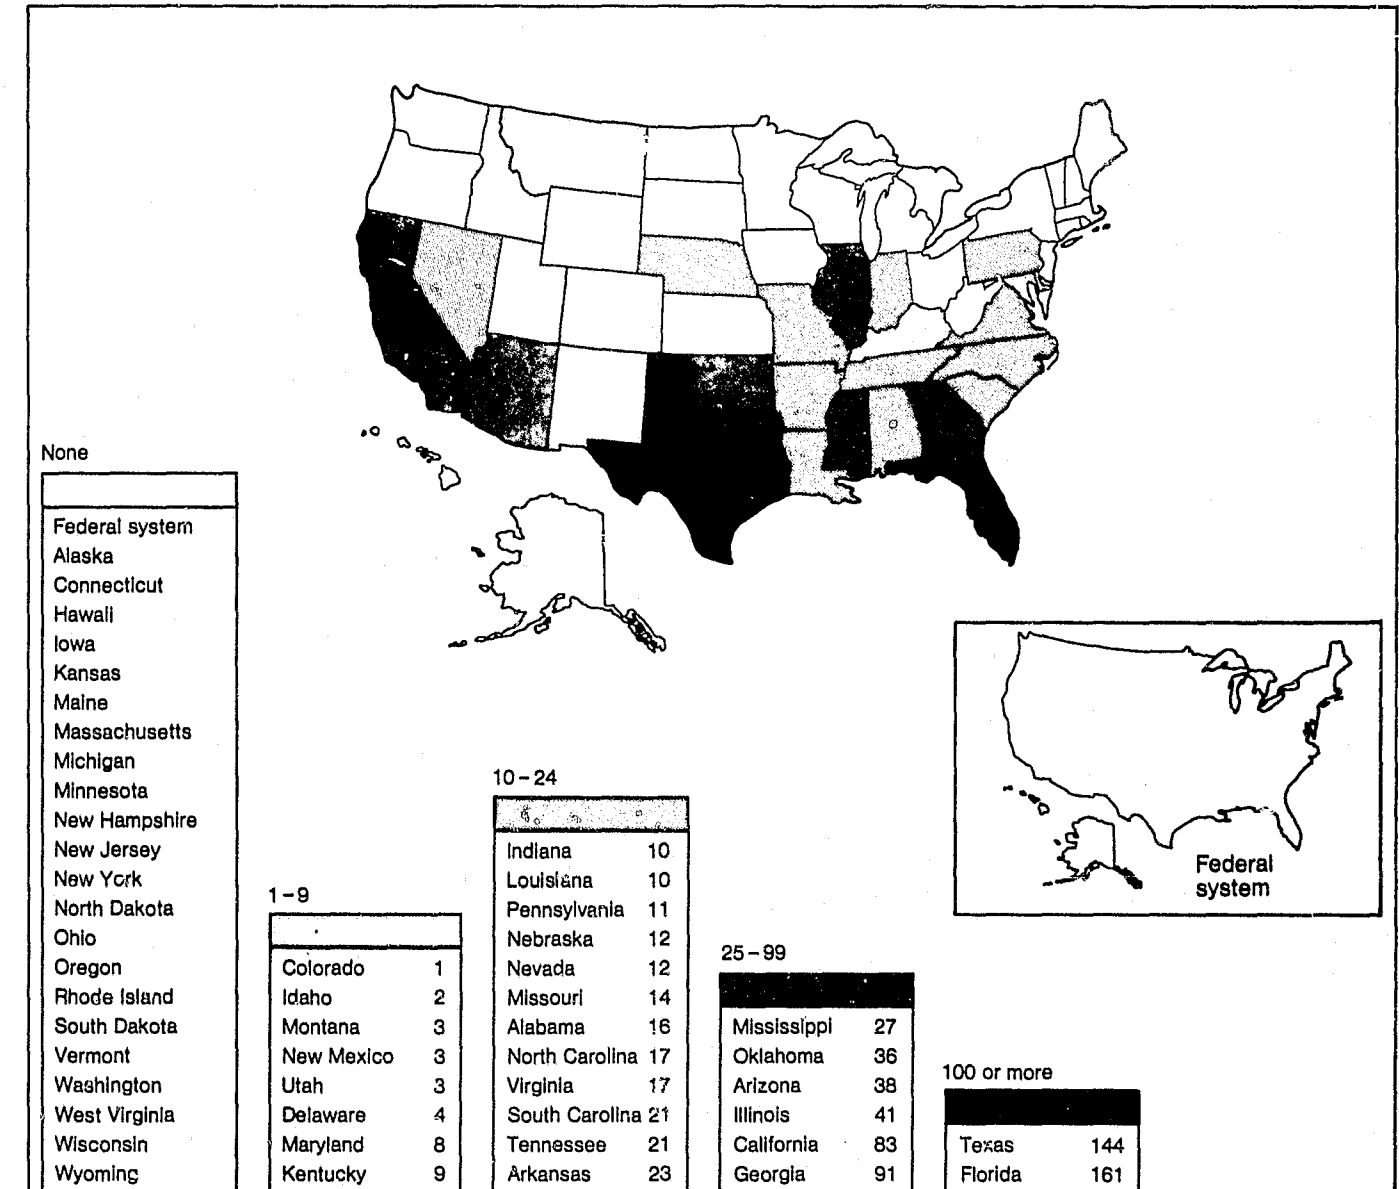 None
Federal system
Alaska
Connecticut
Hawaii
Iowa
Kansas
Maine
Massachusetts
Michigan
Minnesota
New Hampshire
New Jersey
New York
North Dakota
Ohio
Oregon
Rhode Island
South Dakota
Vermont
Washington
West Virginia
Wisconsin
Wyoming
1-9
Colorado 1
Idaho 2
Montana 3
New Mexico 3
Utah 3
Delaware 4
Maryland 8
Kentucky 9
10-24
Indiana 10
Louisiana 10
Pennsylvania 11
Nebraska 12
Nevada 12
Missouri 14
Alabama 16
North Carolina 17
Virginia 17
South Carolina 21
Tennessee 21
Arkansas 23
25-99
Mississippi 27
Oklahoma 36
Arizona 38
Illinois 41
California 83
Georgia 91
100 or more
Texas 144
Florida 161
Federal
system